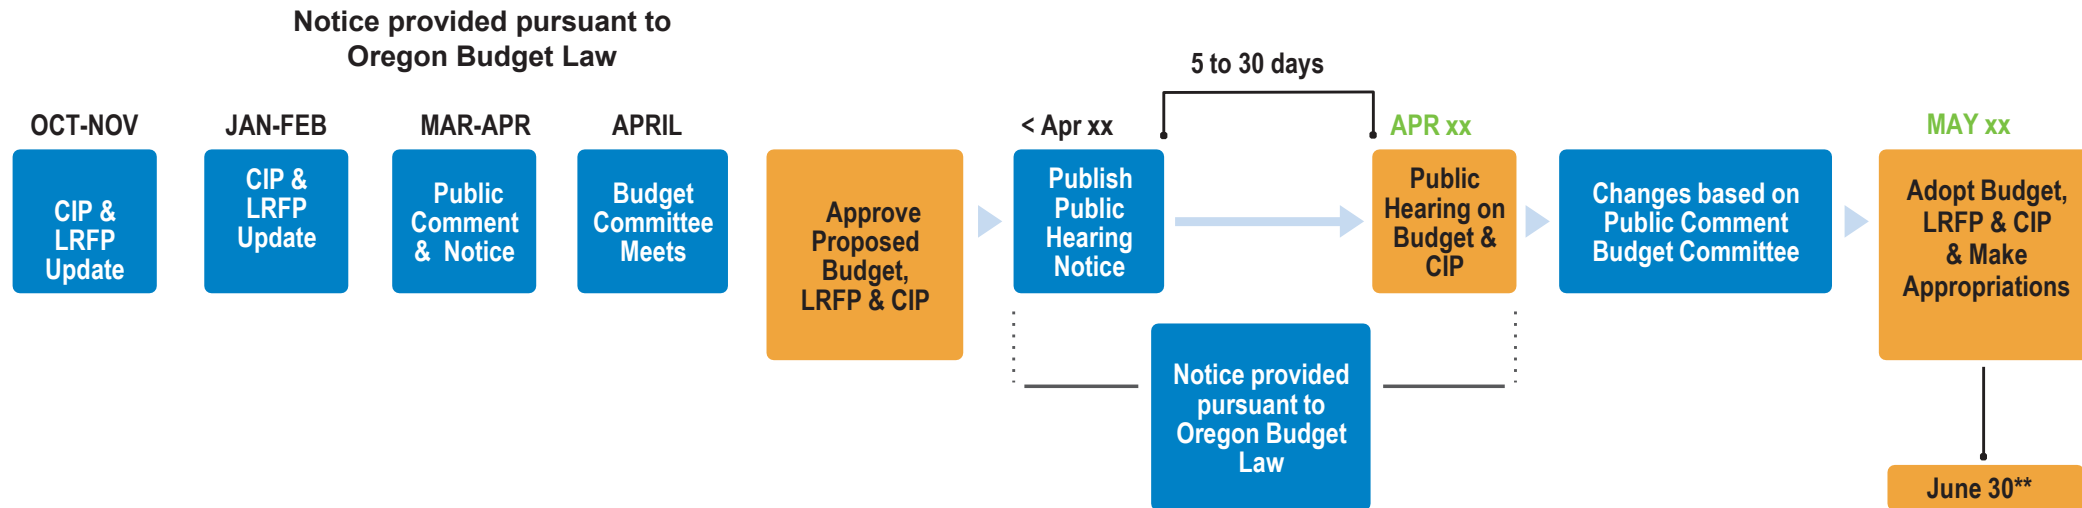 Notice provided pursuant to
Oregon Budget Law
5 to 30 days
OCT-NOV
JAN-FEB
MAR-APR
APRIL
< Apr xx
APR xx
MAY xx
CIP &
LRFP
Update
CIP &
LRFP
Update
Public
Comment
& Notice
Budget
Committee
Meets
Approve
Proposed
Budget,
LRFP & CIP
Publish
Public
Hearing
Notice
Public
Hearing on
Budget &
CIP
Changes based on
Public Comment
Budget Committee
Adopt Budget,
LRFP & CIP
& Make
Appropriations
Notice provided
pursuant to
Oregon Budget
Law
June 30**